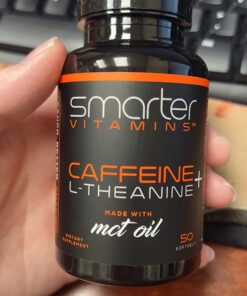 smarter
VITAMINS
CAFFEINE +
L-THEANINE
MADE WITH
mct oil
DIETARY
SUPPLEMENT
50
SOFTGELS